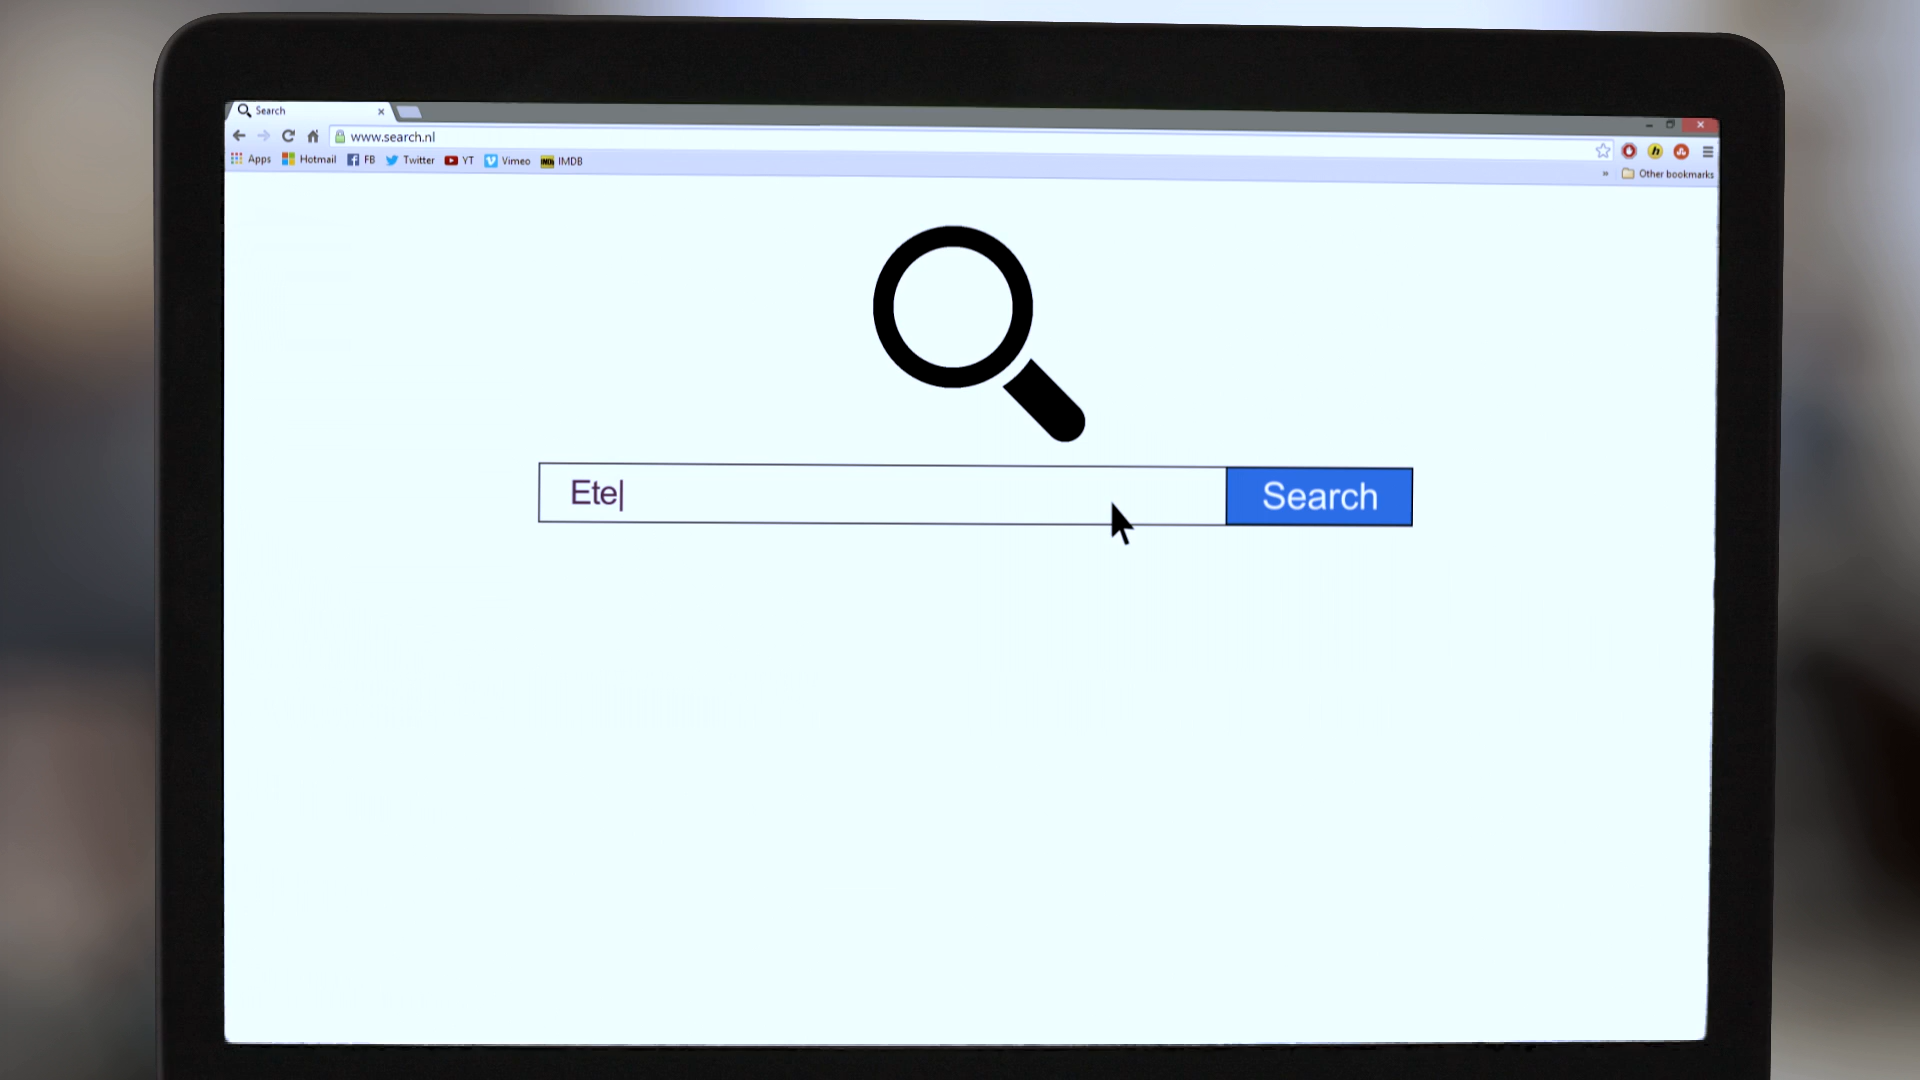 Search
www.search.nl
Apps Hotmail FB Twitter YT Vimeo IMDB
Other bookmarks
Ete
Search